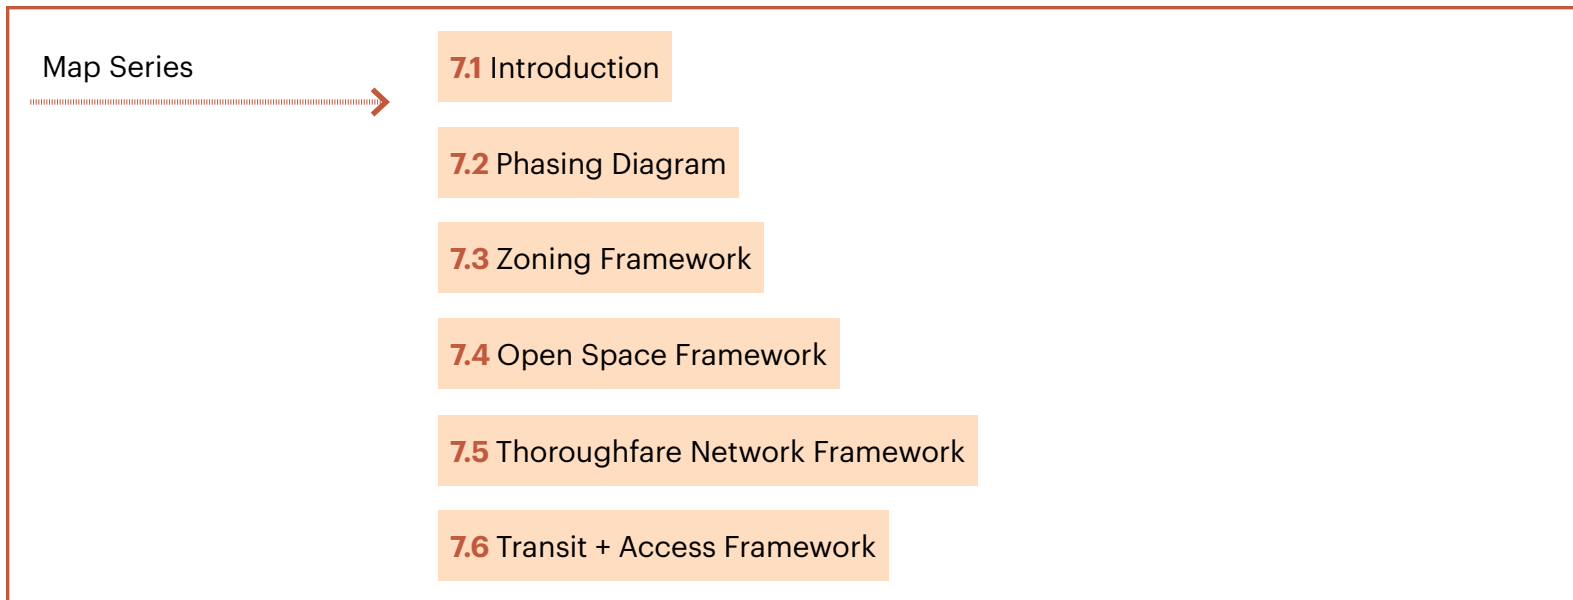 Map Series
7.1 Introduction
7.2 Phasing Diagram
7.3 Zoning Framework
7.4 Open Space Framework
7.5 Thoroughfare Network Framework
7.6 Transit + Access Framework